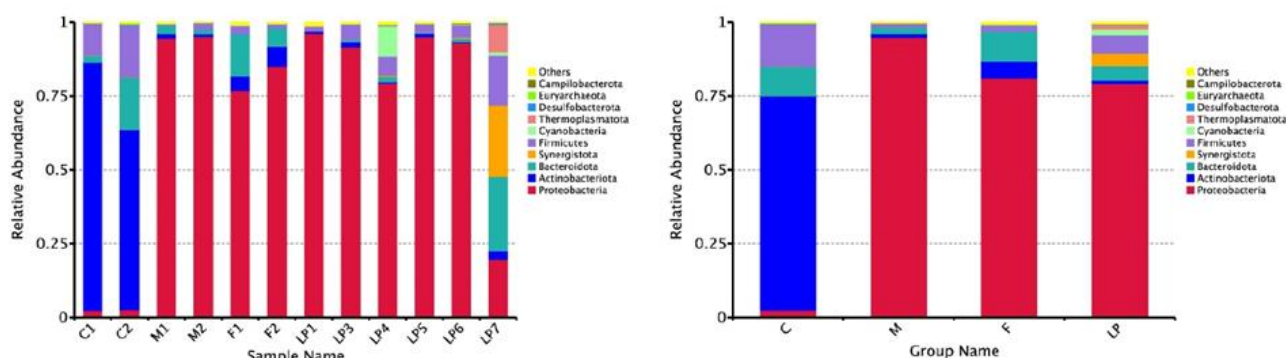 Relative Abundance
1
0.75
0.5
0.25
0
C1
C2
M1
M2
F1
F2
LP1
LP3
LP4
LP5
LP6
LP7
Sample Name
Others
Campilobacterota
Euryarchaeota
Desulfobacterota
Thermoplasmatota
Cyanobacteria
Firmicutes
Synergistota
Bacteroidota
Actinobacteriota
Proteobacteria
Relative Abundance
1
0.75
0.5
0.25
0
C
M
F
LP
Group Name
Others
Campilobacterota
Euryarchaeota
Desulfobacterota
Thermoplasmatota
Cyanobacteria
Firmicutes
Synergistota
Bacteroidota
Actinobacteriota
Proteobacteria